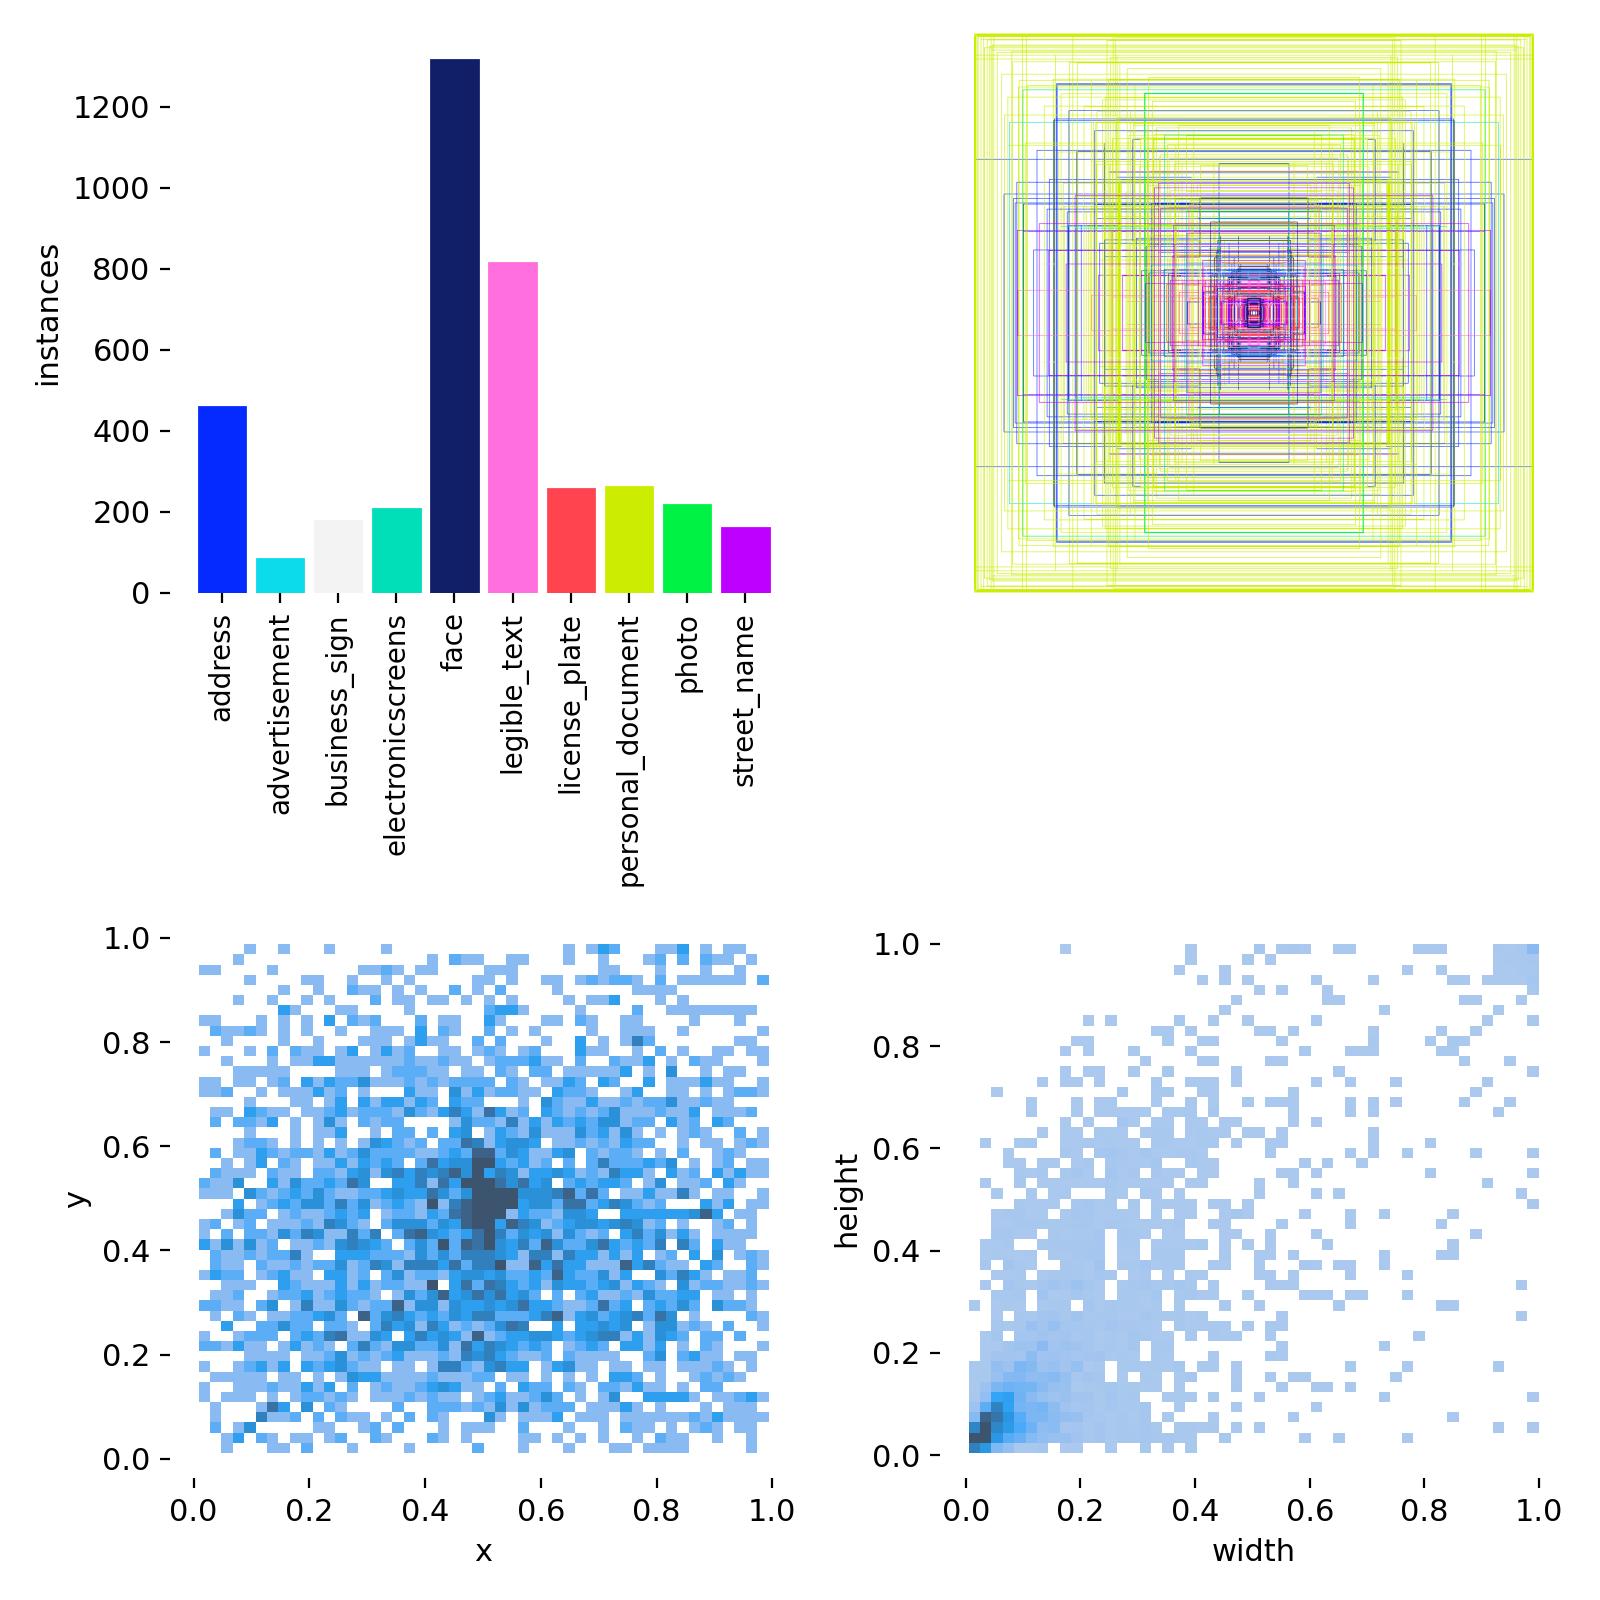 instances
1200
1000
800
600
400
200
0
address
advertisement
business_sign
electronicscreens
face
legible_text
license_plate
personal_document
photo
street_name
y
1.0
0.8
0.6
0.4
0.2
0.0
0.0 0.2 0.4 0.6 0.8 1.0
x
height
1.0
0.8
0.6
0.4
0.2
0.0
0.0 0.2 0.4 0.6 0.8 1.0
width